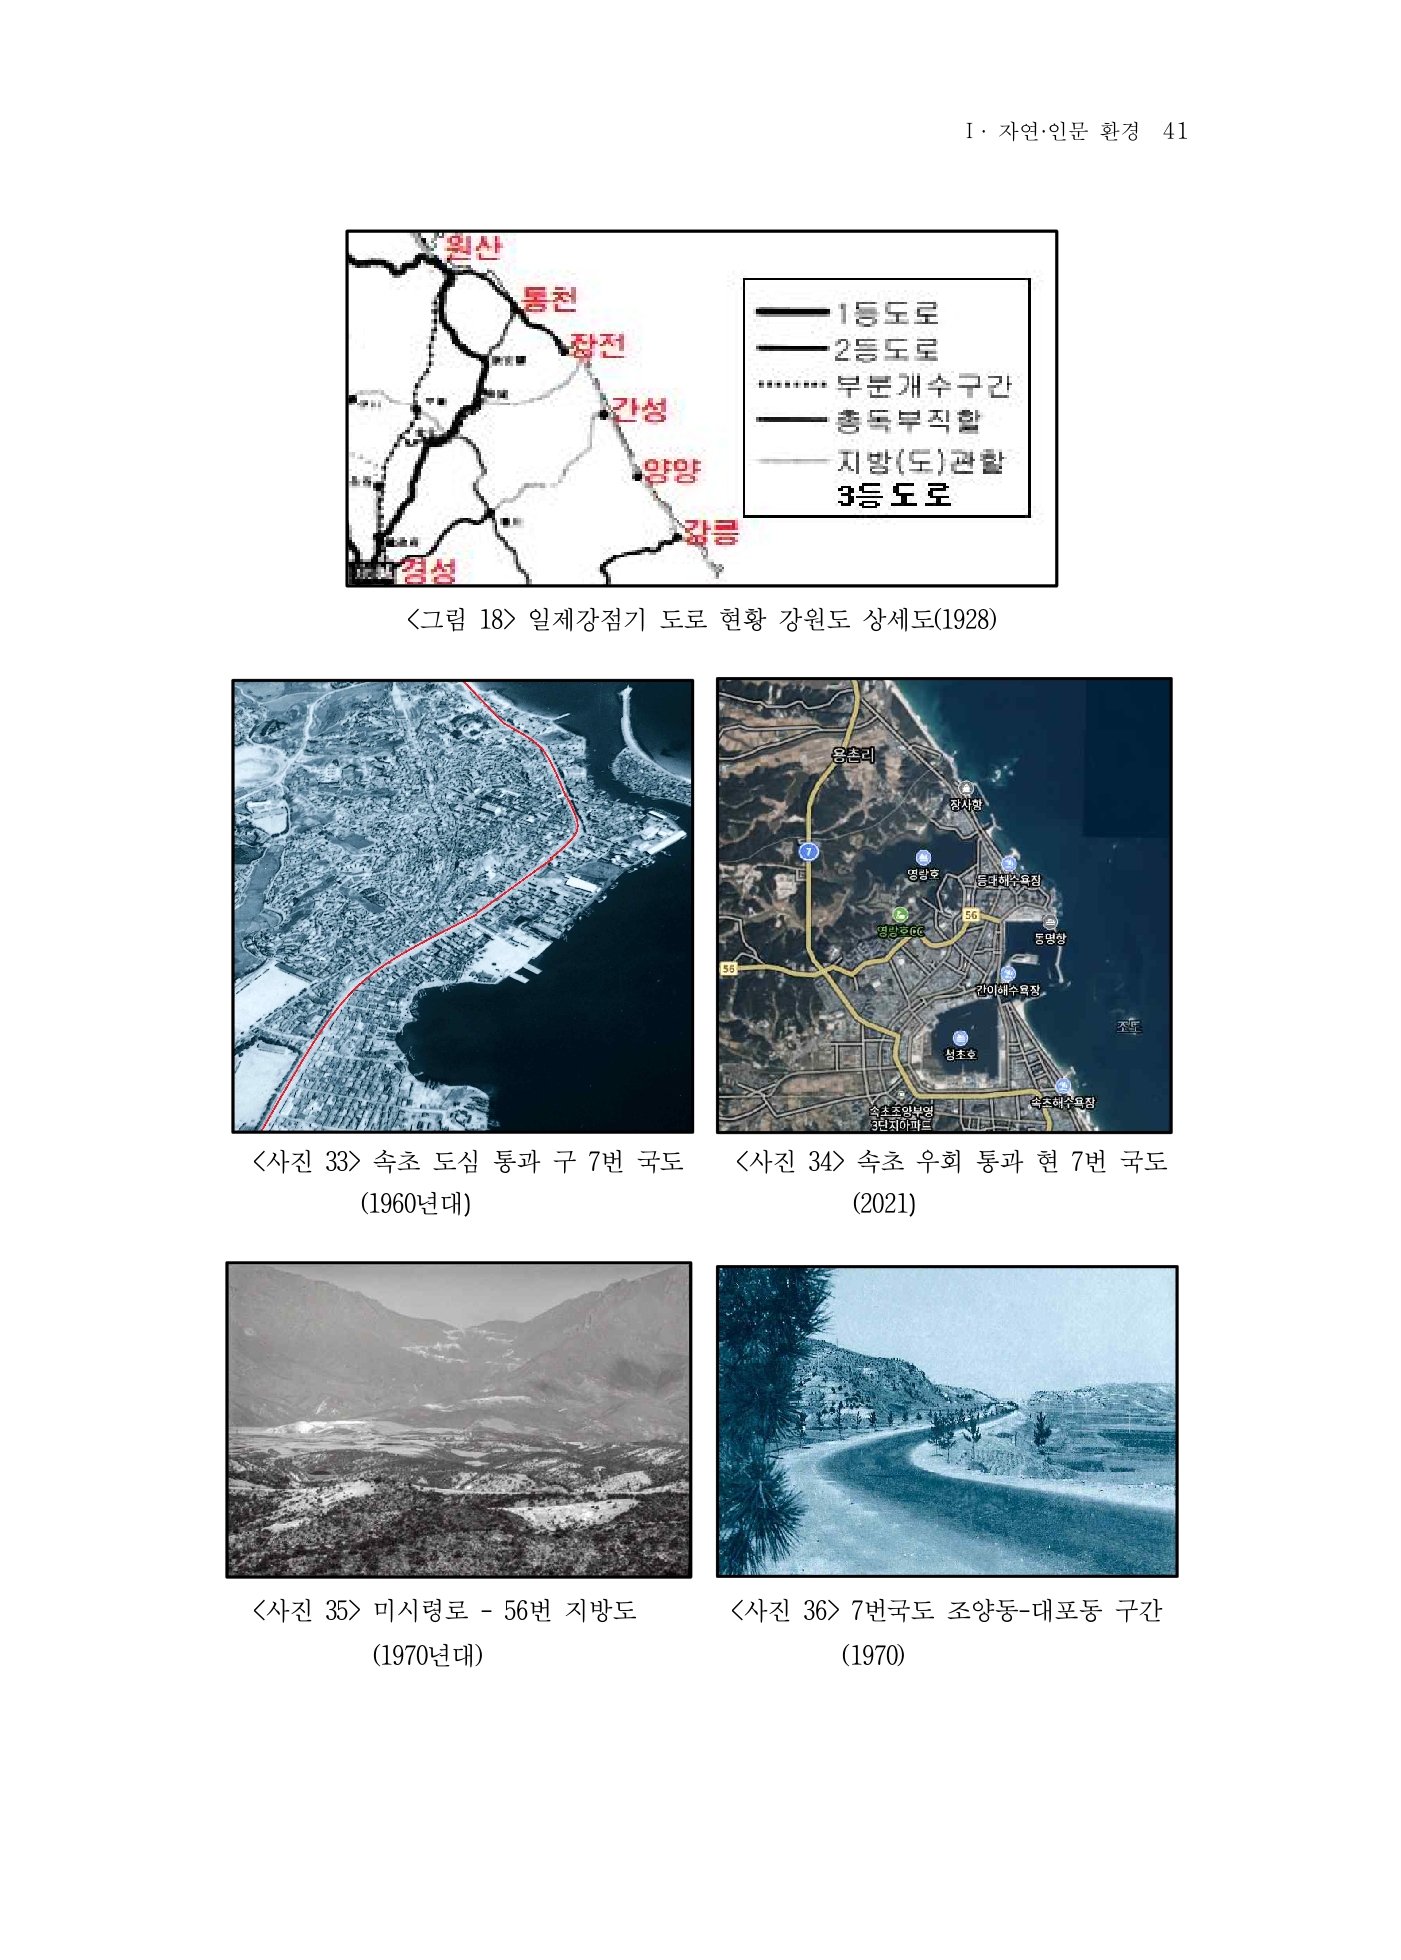 Ⅰ· 자연·인문 환경 41
원산
통천
장전
간성
양양
강릉
경성
1등도로
2등도로
부분개수구간
총독부직할
지방(도)관할
3등도로
<그림 18> 일제강점기 도로 현황 강원도 상세도(1928)
용촌리
장사항
7
영랑호
등대해수욕장
영랑호CC
56
동명항
56
간이해수욕장
조도
청초호
속초해수욕장
속초조양부영
3단지아파트
<사진 33> 속초 도심 통과 구 7번 국도
(1960년대)
<사진 34> 속초 우회 통과 현 7번 국도
(2021)
<사진 35> 미시령로 - 56번 지방도
(1970년대)
<사진 36> 7번국도 조양동-대포동 구간
(1970)